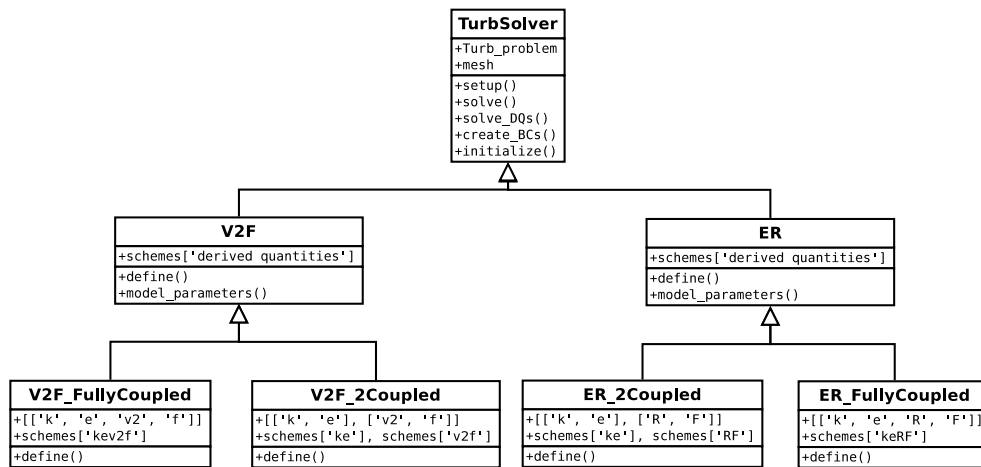 TurbSolver
+Turb_problem
+mesh
+setup()
+solve()
+solve_DQs()
+create_BCs()
+initialize()
V2F
+schemes['derived quantities']
+define()
+model_parameters()
ER
+schemes['derived quantities']
+define()
+model_parameters()
V2F_FullyCoupled
+[['k', 'e', 'v2', 'f']]
+schemes['kev2f']
+define()
V2F_2Coupled
+[['k', 'e'], ['v2', 'f']]
+schemes['ke'], schemes['v2f']
+define()
ER_2Coupled
+[['k', 'e'], ['R', 'F']]
+schemes['ke'], schemes['RF']
+define()
ER_FullyCoupled
+[['k', 'e', 'R', 'F']]
+schemes['keRF']
+define()